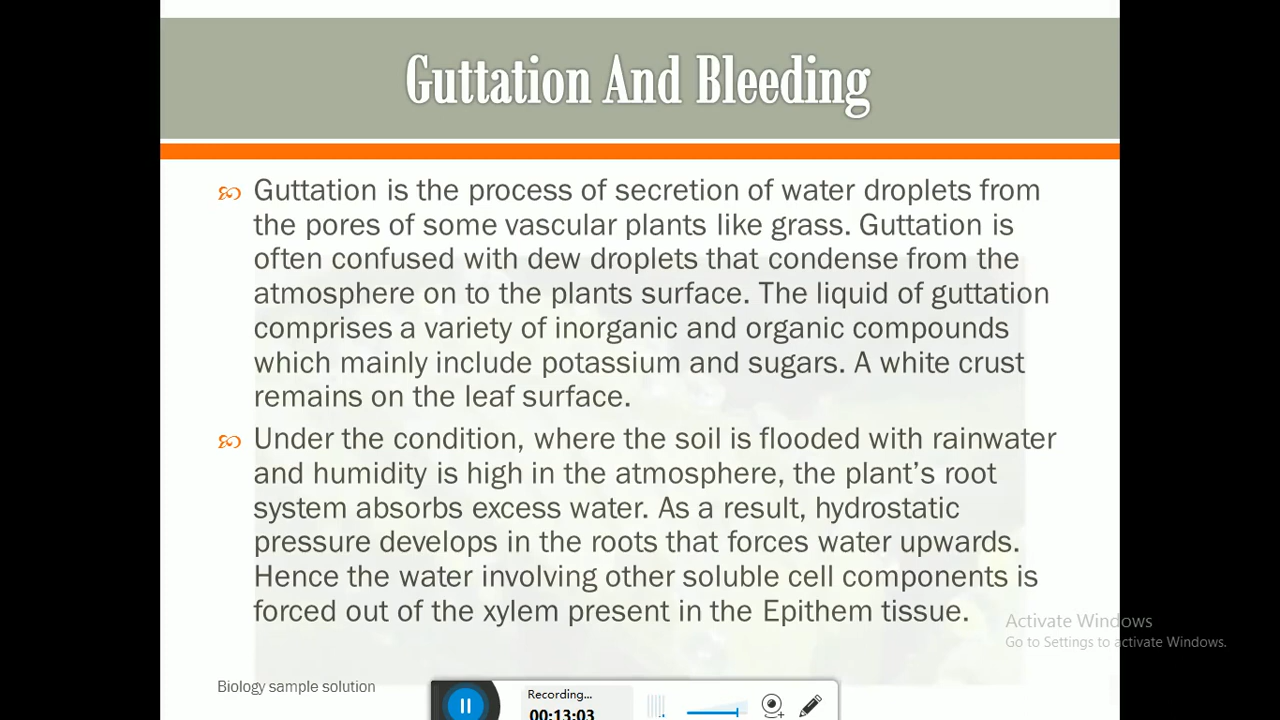 Guttation And Bleeding
Guttation is the process of secretion of water droplets from
the pores of some vascular plants like grass. Guttation is
often confused with dew droplets that condense from the
atmosphere on to the plants surface. The liquid of guttation
comprises a variety of inorganic and organic compounds
which mainly include potassium and sugars. A white crust
remains on the leaf surface.
Under the condition, where the soil is flooded with rainwater
and humidity is high in the atmosphere, the plant’s root
system absorbs excess water. As a result, hydrostatic
pressure develops in the roots that forces water upwards.
Hence the water involving other soluble cell components is
forced out of the xylem present in the Epithem tissue.
Activate Windows
Go to Settings to activate Windows.
Biology sample solution
Recording...
00:13:03